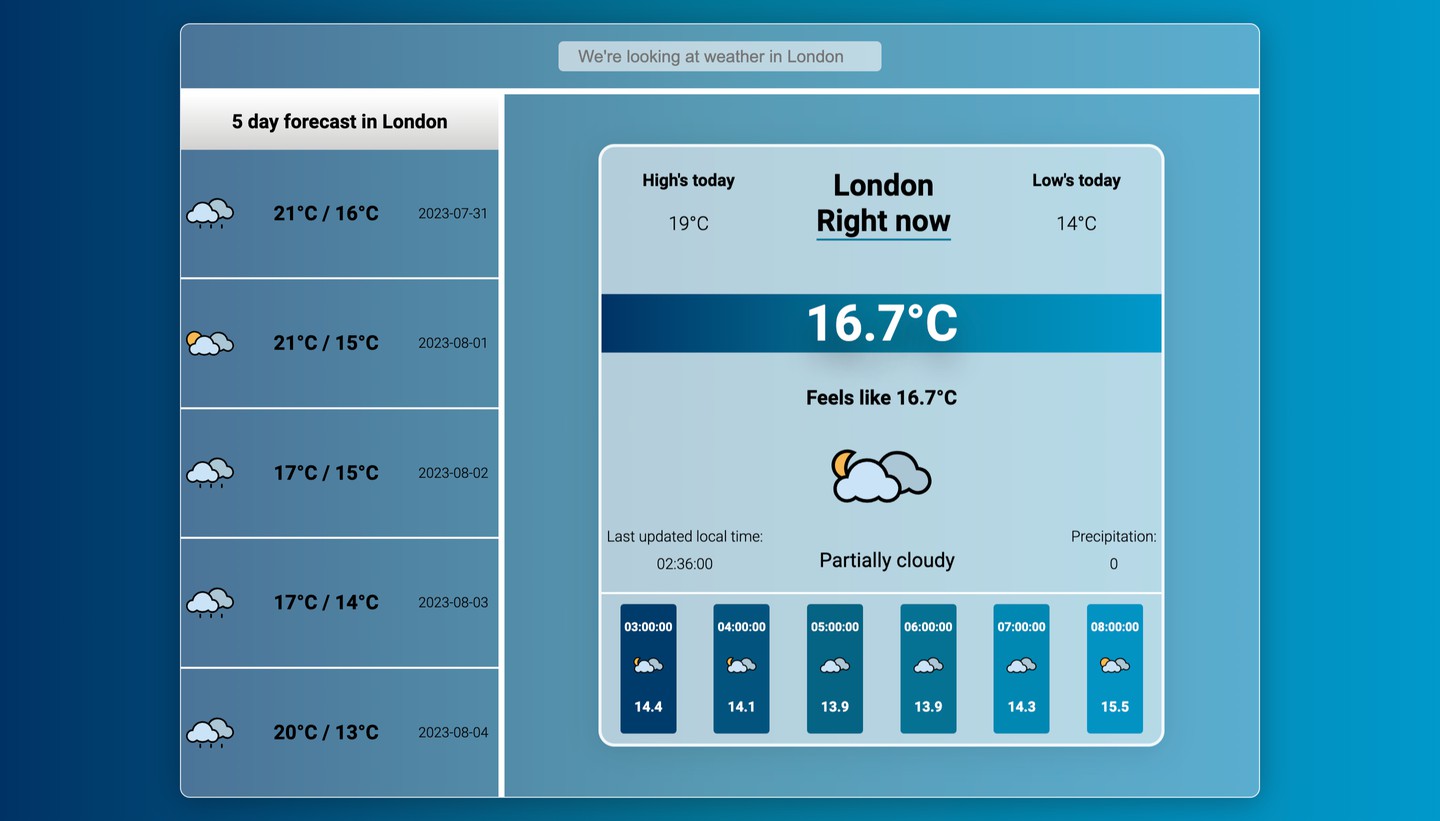 We're looking at weather in London
5 day forecast in London
21°C / 16°C 2023-07-31
21°C / 15°C 2023-08-01
17°C / 15°C 2023-08-02
17°C / 14°C 2023-08-03
20°C / 13°C 2023-08-04
High's today
19°C
London
Right now
Low's today
14°C
16.7°C
Feels like 16.7°C
Last updated local time:
02:36:00
Partially cloudy
Precipitation:
0
03:00:00 04:00:00 05:00:00 06:00:00 07:00:00 08:00:00
14.4 14.1 13.9 13.9 14.3 15.5